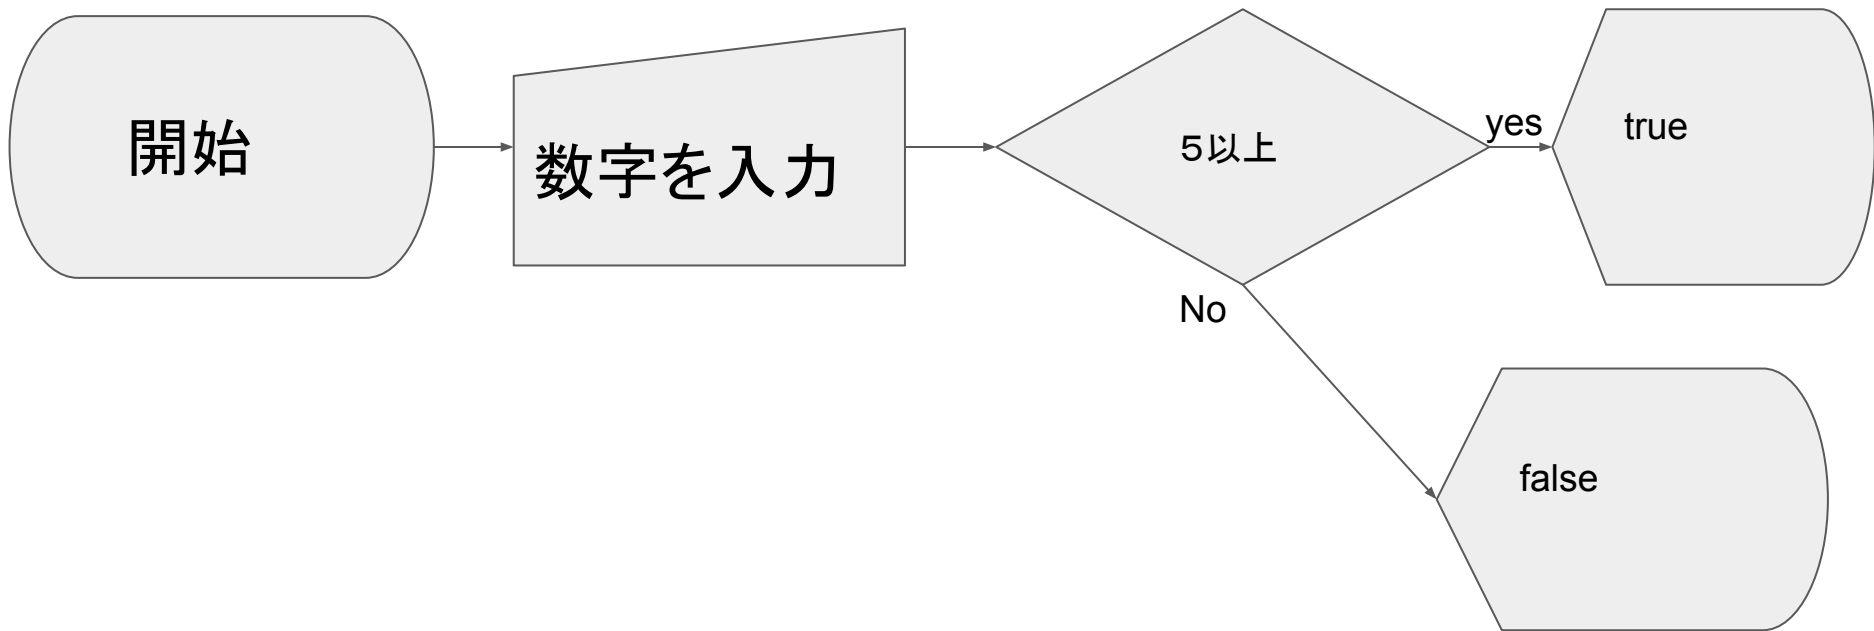 開始
数字を入力
５以上
yes
true
No
false